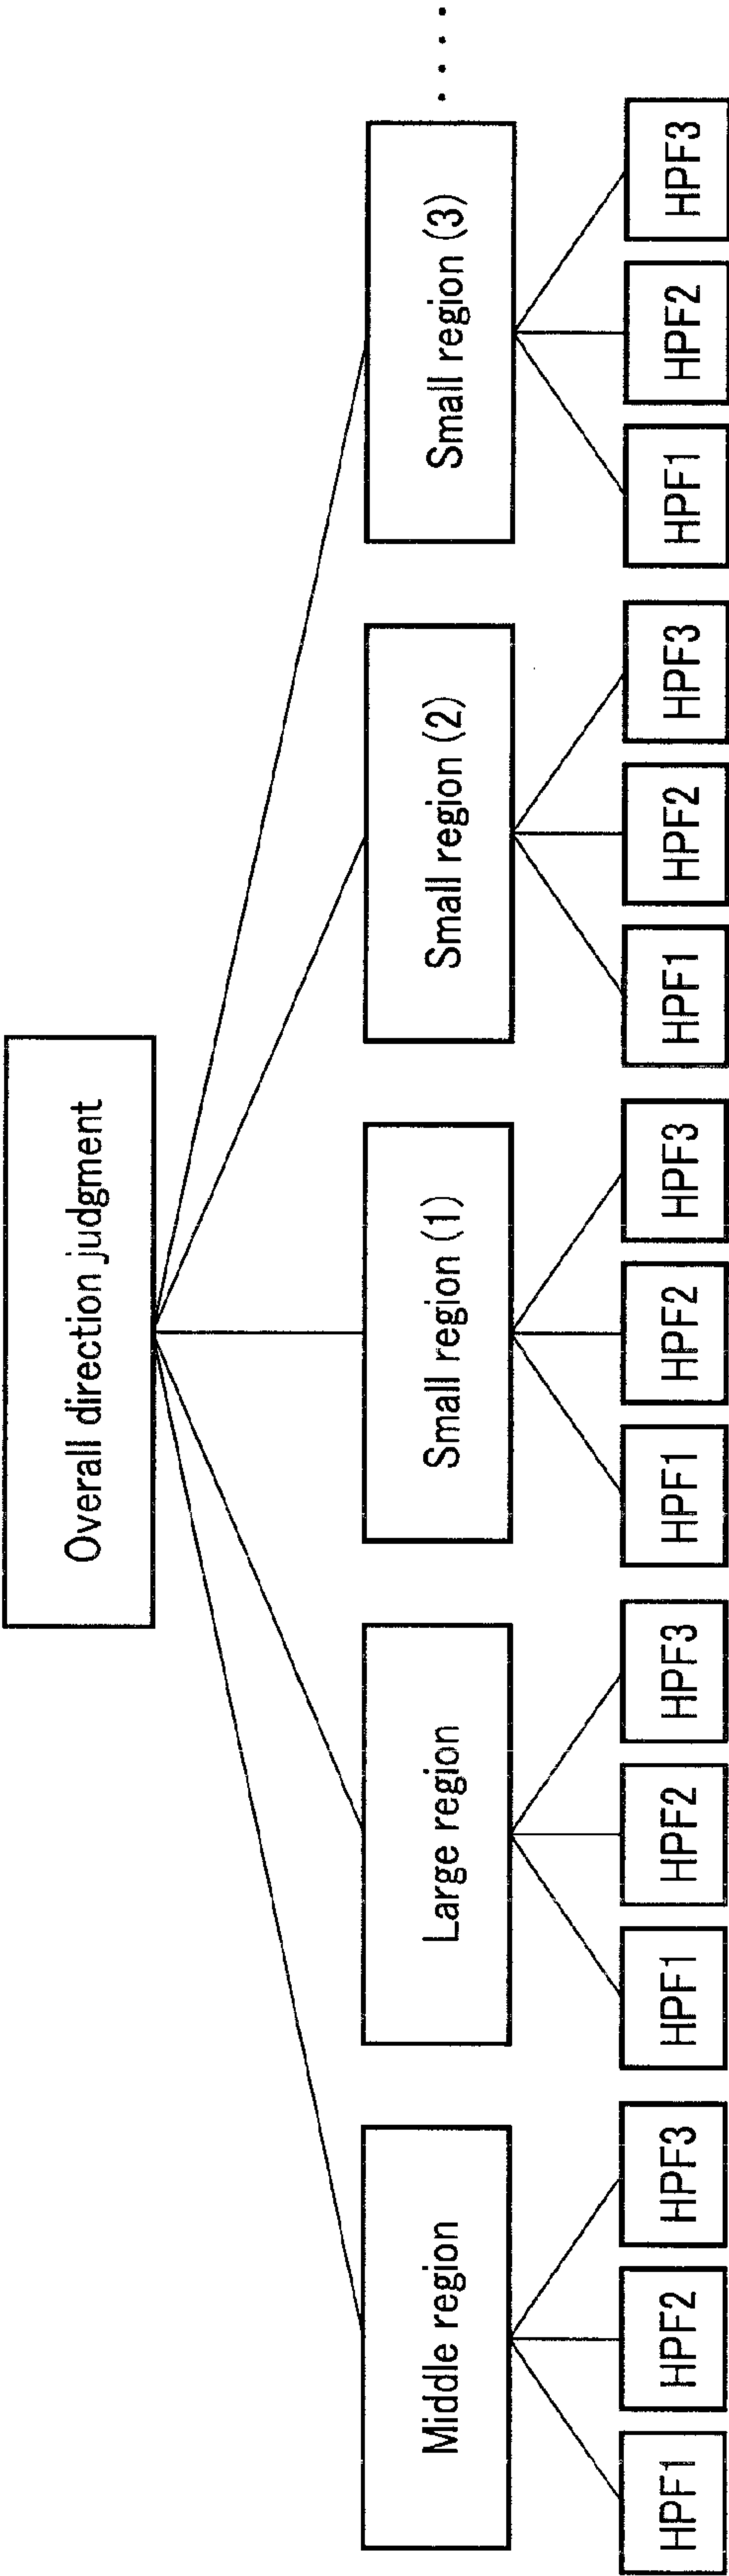 Overall direction judgment
Middle region
Large region
Small region (1)
Small region (2)
Small region (3)
....
HPF1
HPF2
HPF3
HPF1
HPF2
HPF3
HPF1
HPF2
HPF3
HPF1
HPF2
HPF3
HPF1
HPF2
HPF3